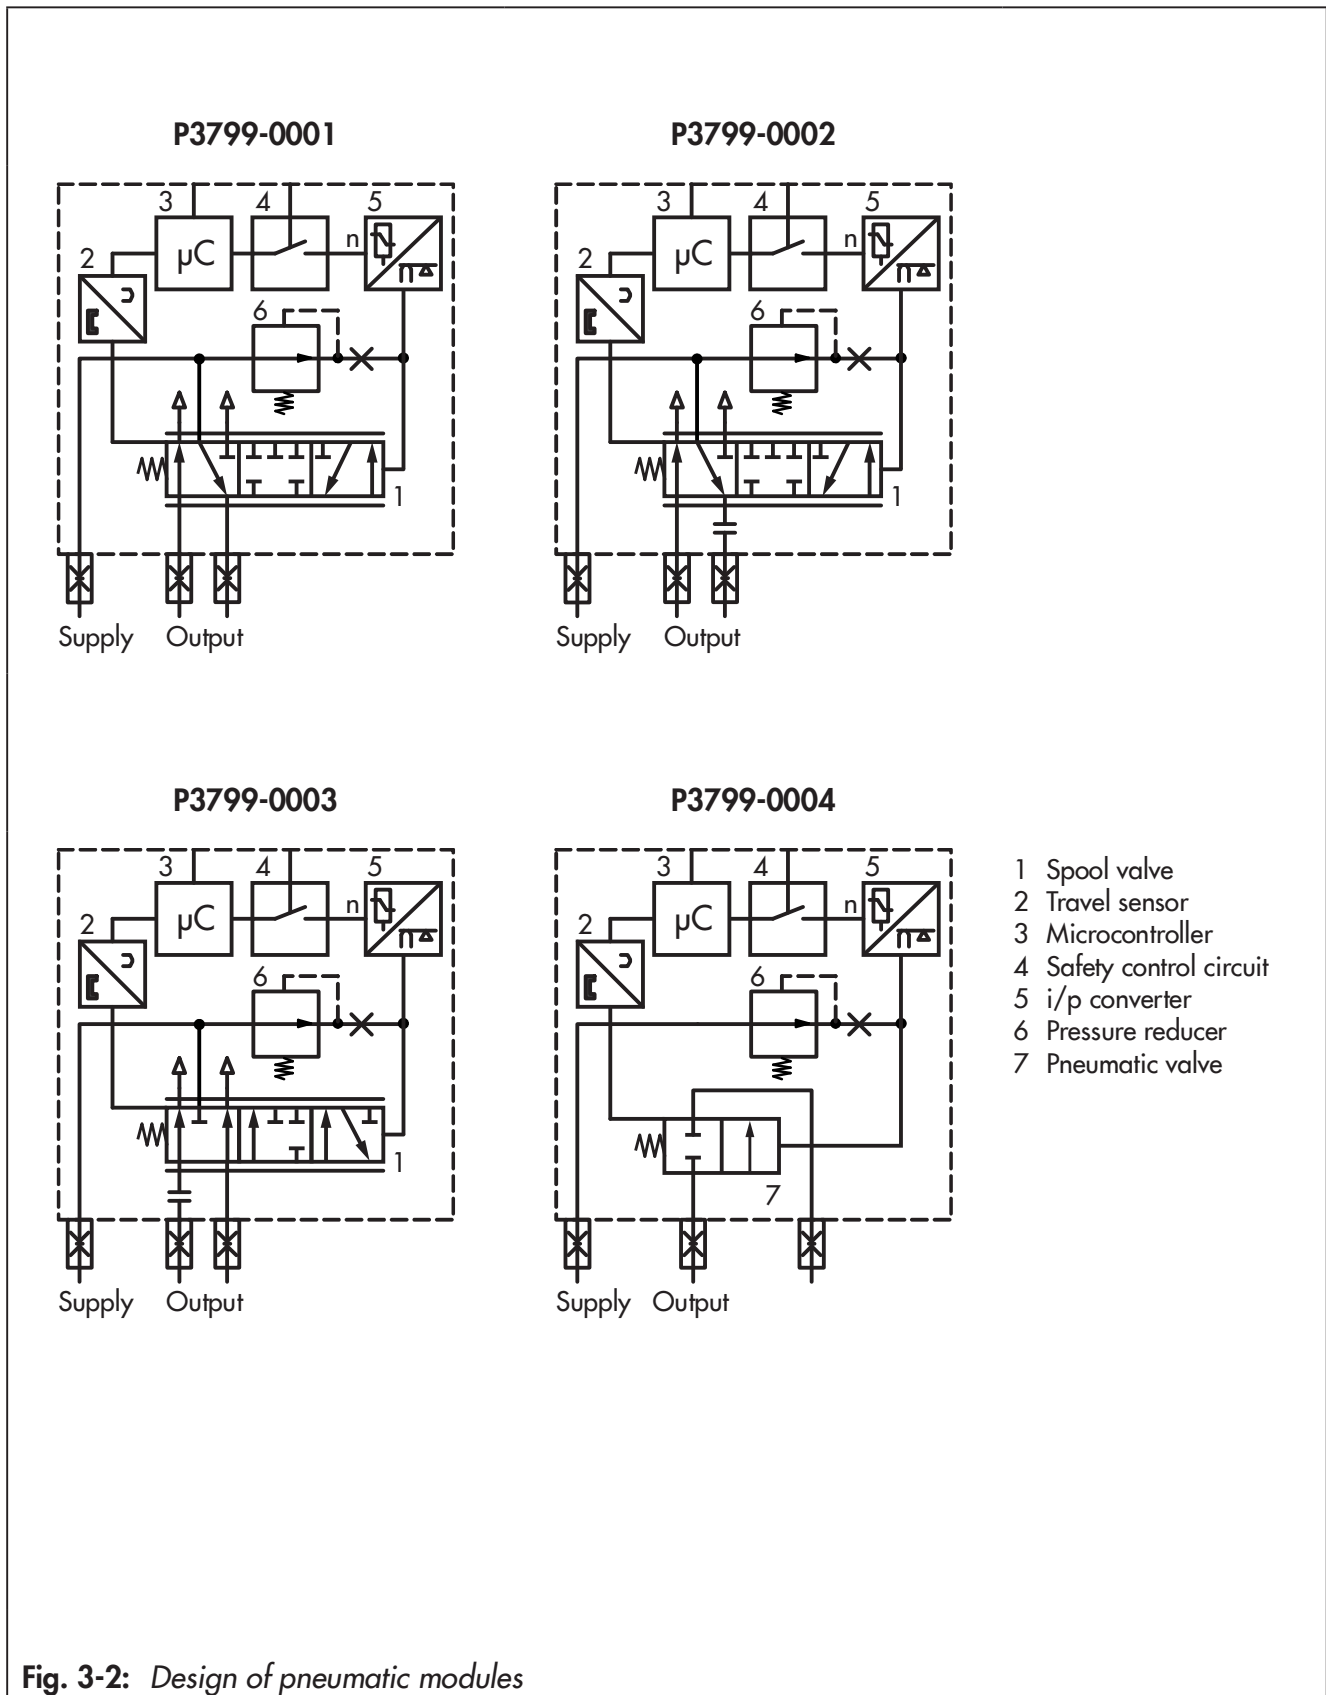 P3799-0001
P3799-0002
3 4 5
2 µC n
6
1
Supply Output
3 4 5
2 µC n
6
1
Supply Output
P3799-0003
P3799-0004
3 4 5
2 µC n
6
1
Supply Output
3 4 5
2 µC n
6
7
Supply Output
1 Spool valve
2 Travel sensor
3 Microcontroller
4 Safety control circuit
5 i/p converter
6 Pressure reducer
7 Pneumatic valve
Fig. 3-2: Design of pneumatic modules